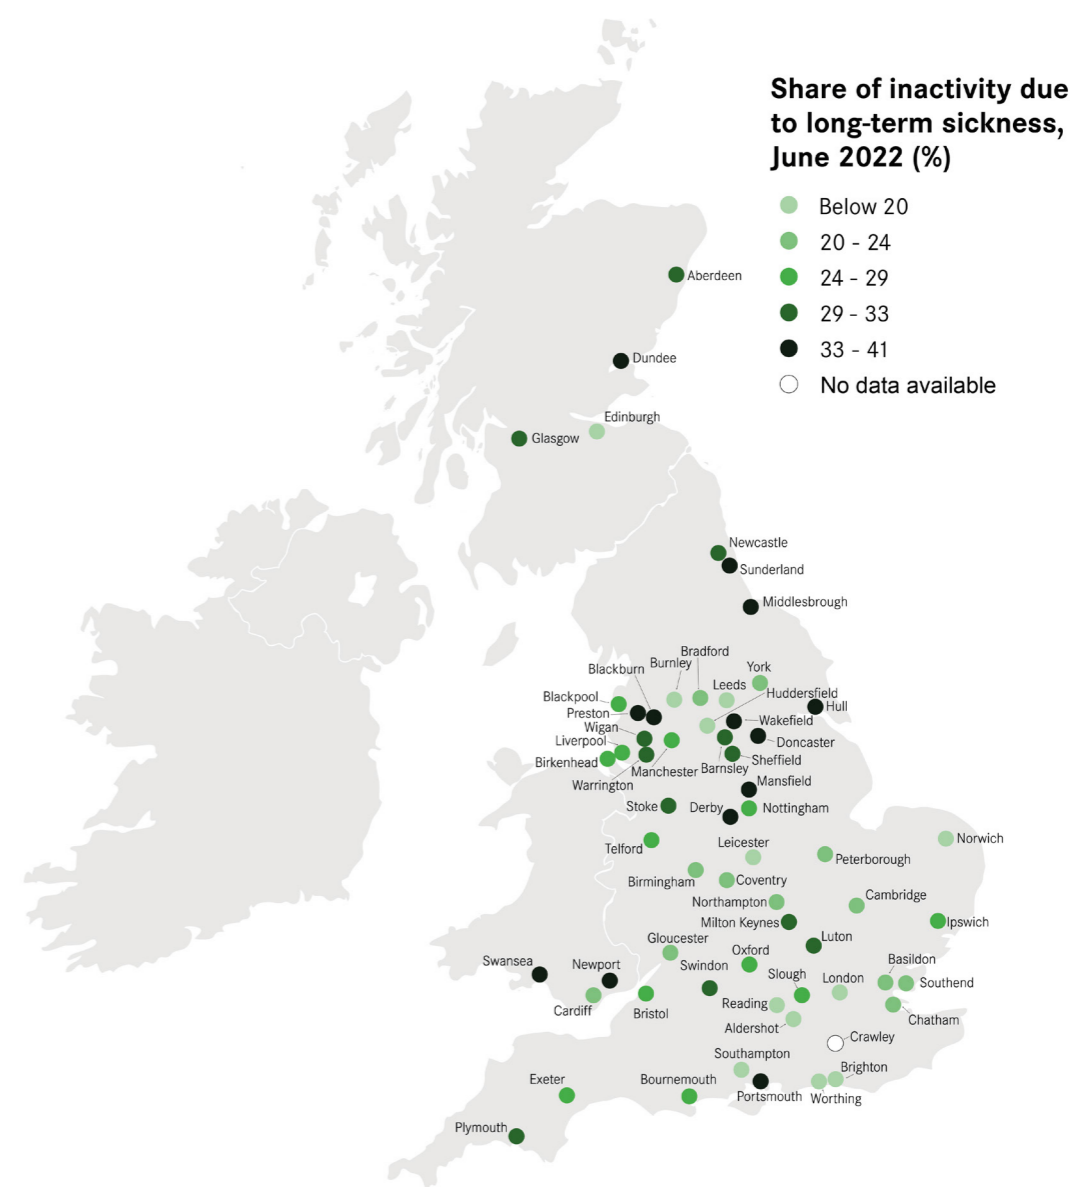 Share of inactivity due
to long-term sickness,
June 2022 (%)
Below 20
20 - 24
24 - 29
29 - 33
33 - 41
No data available
Aberdeen
Dundee
Edinburgh
Glasgow
Newcastle
Sunderland
Middlesbrough
Bradford
Burnley
Blackburn
York
Leeds
Huddersfield
Blackpool
Hull
Preston
Wakefield
Wigan
Liverpool
Doncaster
Birkenhead
Sheffield
Barnsley
Manchester
Warrington
Mansfield
Stoke
Derby
Nottingham
Telford
Leicester
Norwich
Peterborough
Birmingham
Coventry
Cambridge
Northampton
Milton Keynes
Ipswich
Luton
Gloucester
Oxford
Basildon
Swansea
Newport
Swindon
Slough
London
Southend
Reading
Cardiff
Bristol
Chatham
Aldershot
Crawley
Southampton
Brighton
Exeter
Bournemouth
Portsmouth
Worthing
Plymouth